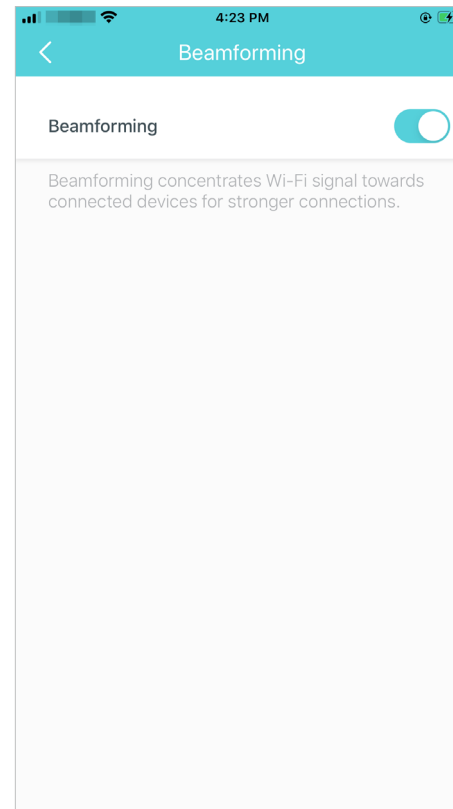 4:23 PM
Beamforming
Beamforming
Beamforming concentrates Wi-Fi signal towards
connected devices for stronger connections.